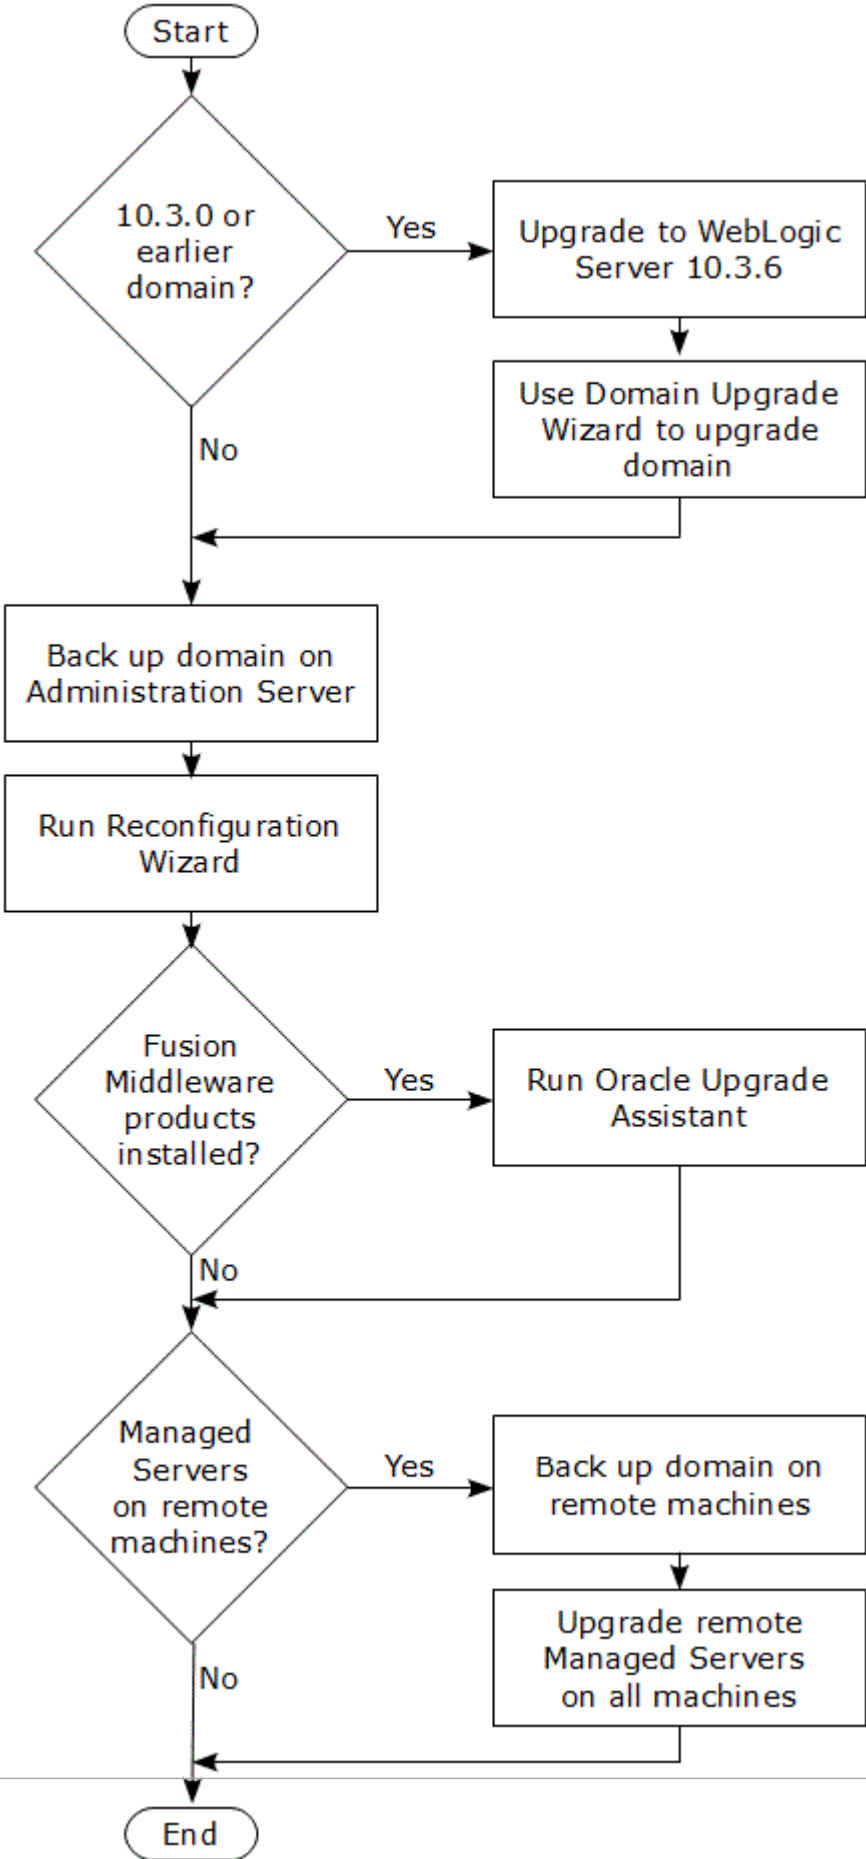 Start
10.3.0 or
earlier
domain?
Yes
Upgrade to WebLogic
Server 10.3.6
Use Domain Upgrade
Wizard to upgrade
domain
No
Back up domain on
Administration Server
Run Reconfiguration
Wizard
Fusion
Middleware
products
installed?
Yes
Run Oracle Upgrade
Assistant
No
Managed
Servers
on remote
machines?
Yes
Back up domain on
remote machines
Upgrade remote
Managed Servers
on all machines
No
End